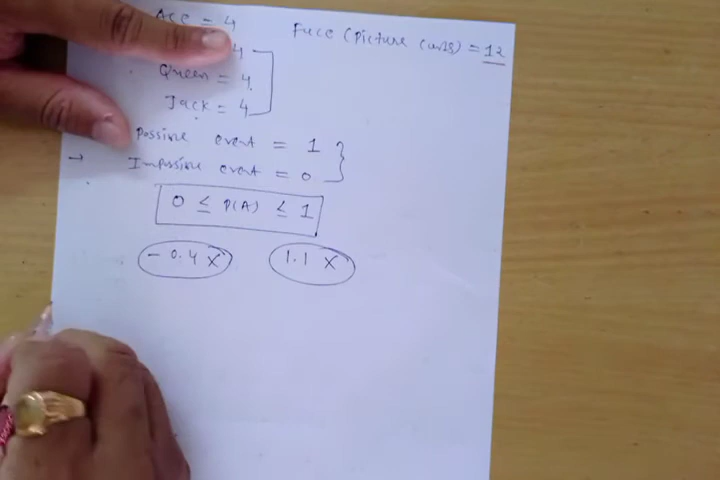 Ace = 4
Face (picture cards) = 12
4
Queen = 4
Jack = 4
possible event = 1
→ Impossible event = 0
0 ≤ P(A) ≤ 1
- 0.4 X
1.1 X